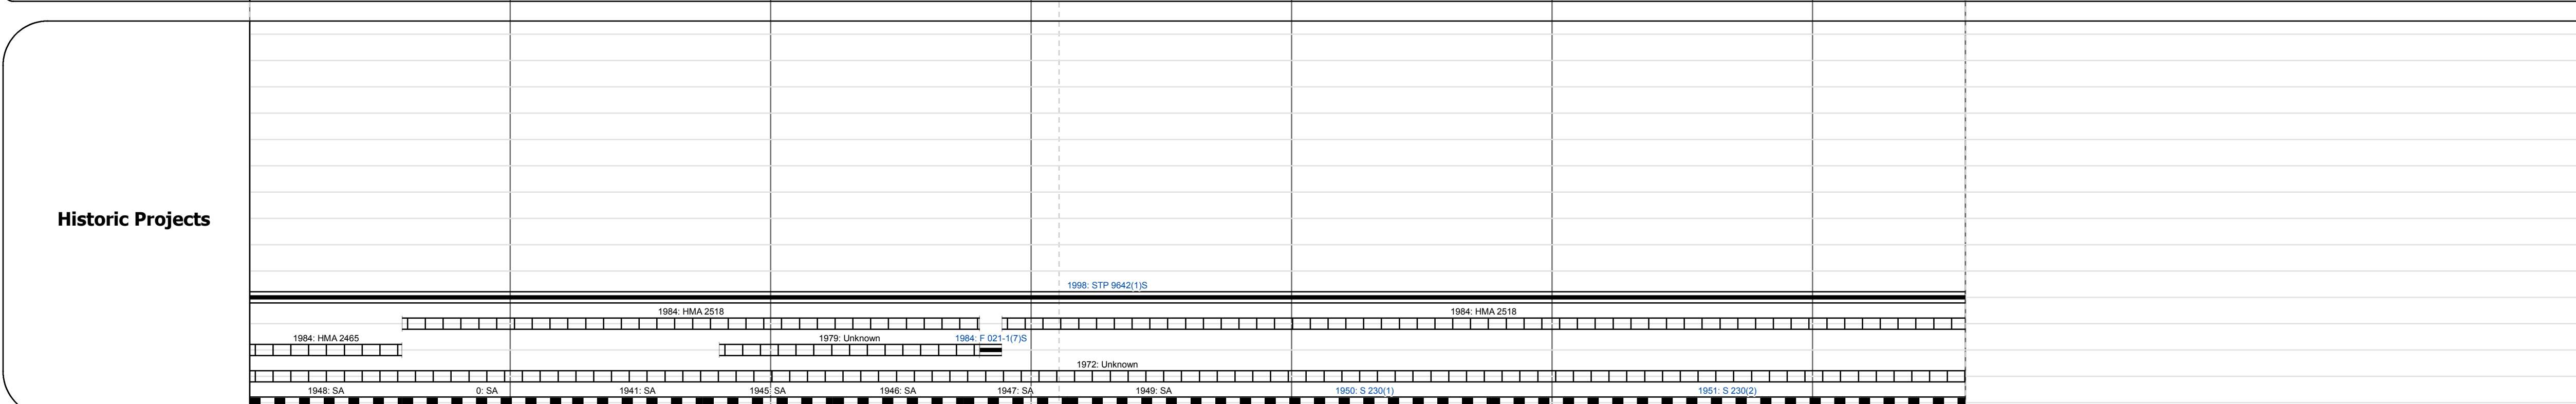 Historic Projects
1998: STP 9642(1)S
1984: HMA 2518 1984: HMA 2518
1984: HMA 2465 1979: Unknown 1984: F 021-1(7)S
1972: Unknown
1948: SA 0: SA 1941: SA 1945: SA 1946: SA 1947: SA 1949: SA 1950: S 230(1) 1951: S 230(2)